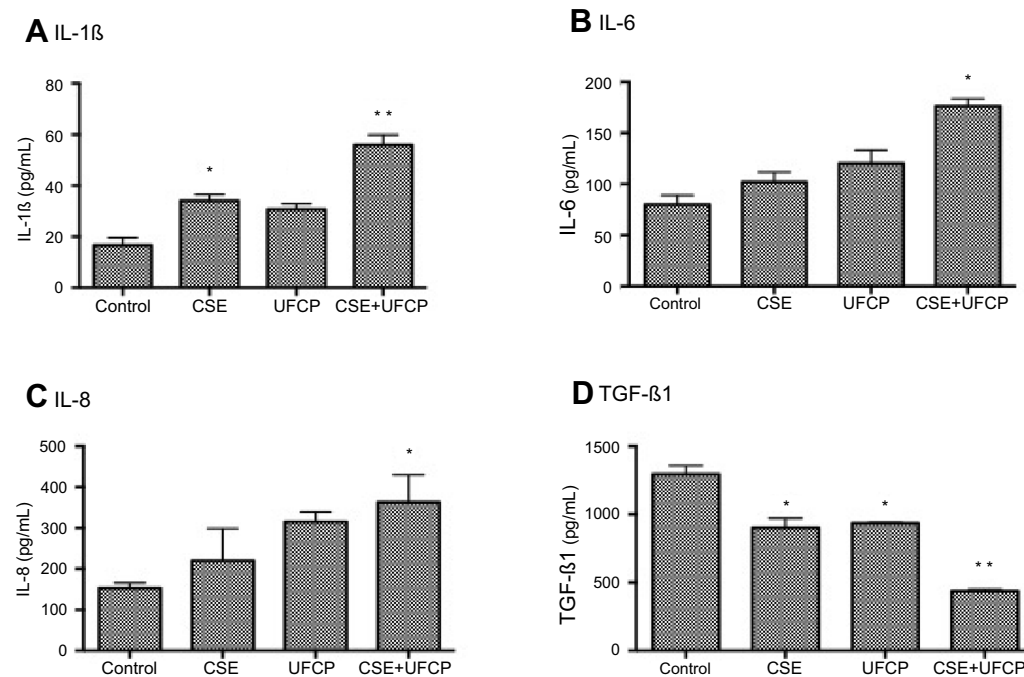 A IL-1ß
IL-1ß (pg/mL)
80
60
40
20
0
*
* *
Control CSE UFCP CSE+UFCP
B IL-6
IL-6 (pg/mL)
200
150
100
50
0
*
Control CSE UFCP CSE+UFCP
C IL-8
IL-8 (pg/mL)
500
400
300
200
100
0
*
Control CSE UFCP CSE+UFCP
D TGF-ß1
TGF-ß1 (pg/mL)
1500
1000
500
0
* *
* *
Control CSE UFCP CSE+UFCP